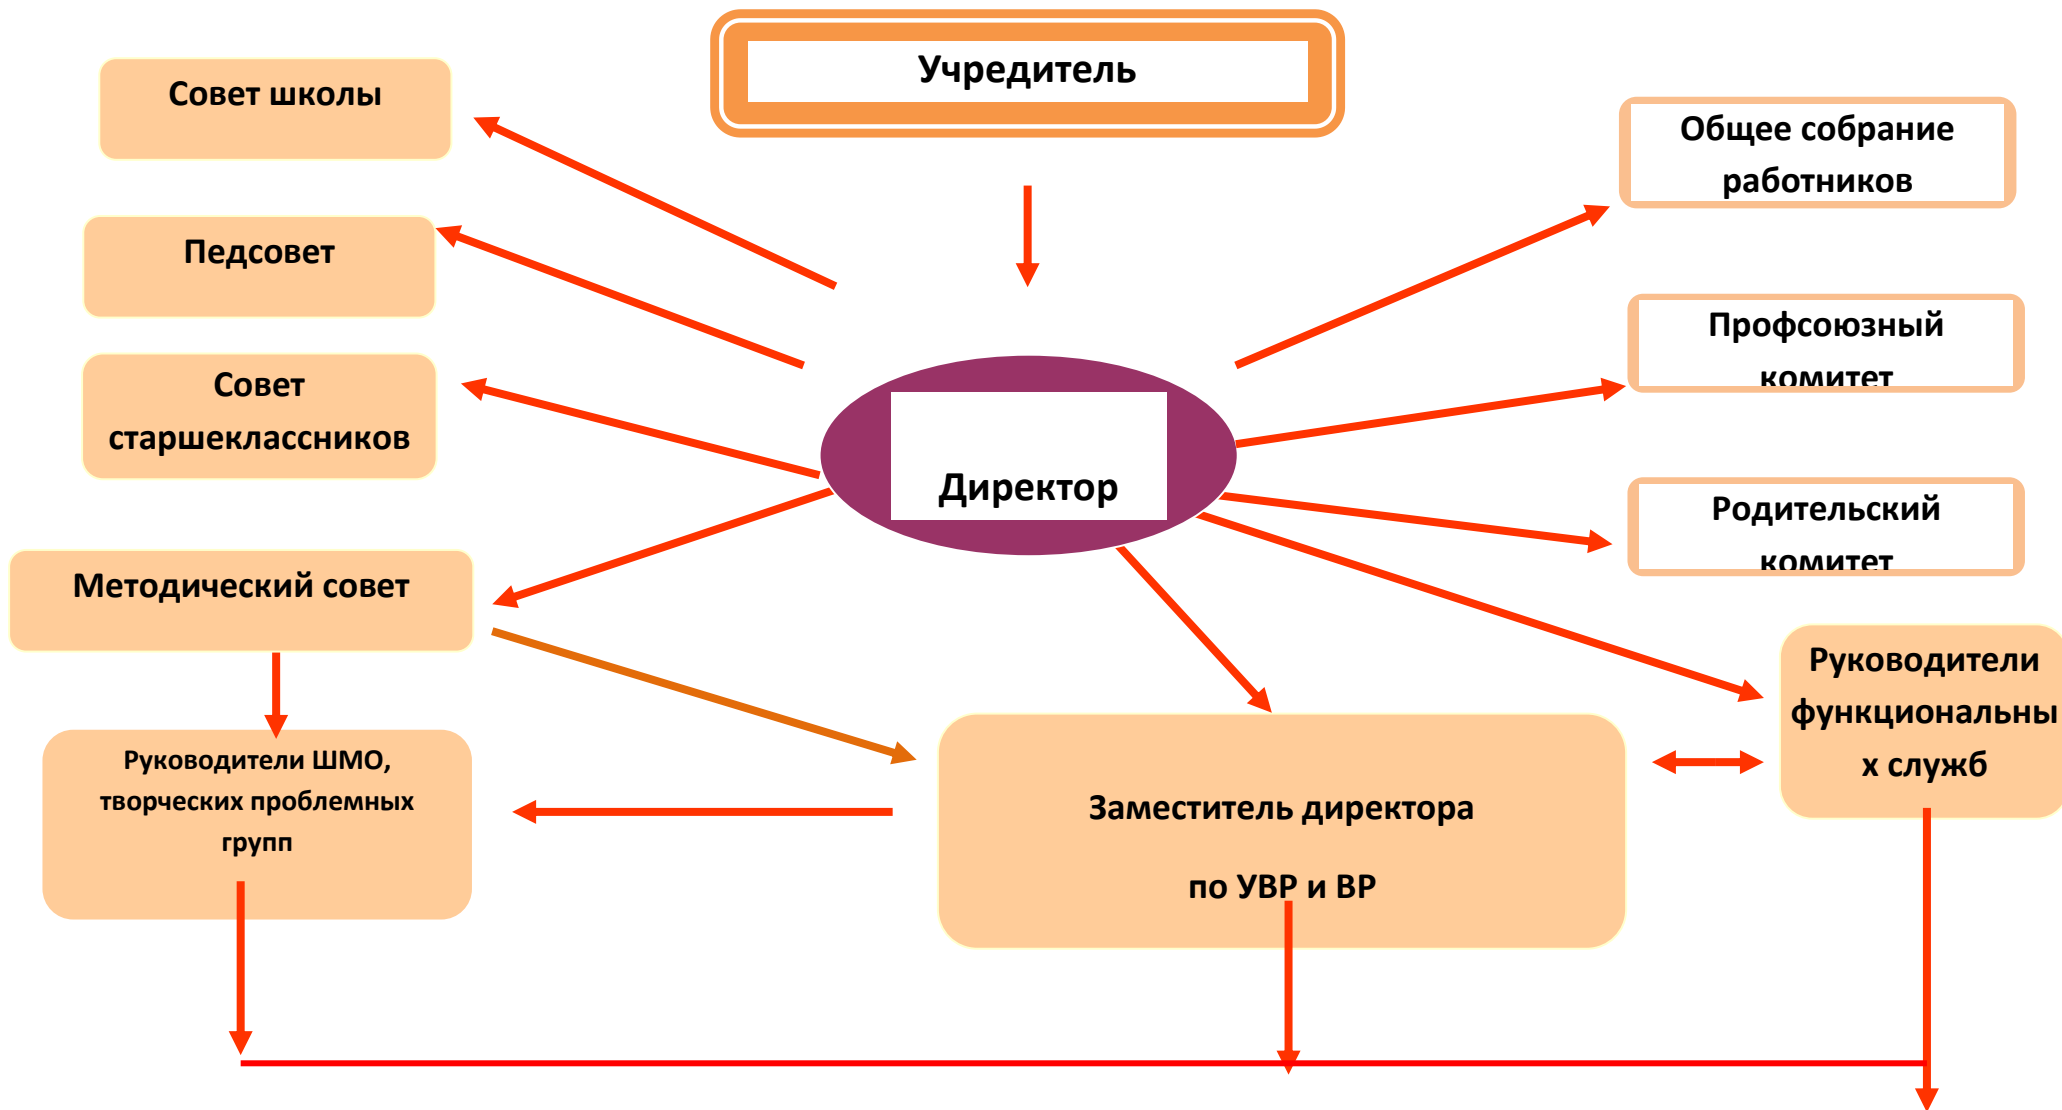 Учредитель
Совет школы
Общее собрание
работников
Педсовет
Профсоюзный
комитет
Совет
старшеклассников
Директор
Родительский
комитет
Методический совет
Руководители
функциональны
х служб
Руководители ШМО,
творческих проблемных
групп
Заместитель директора
по УВР и ВР